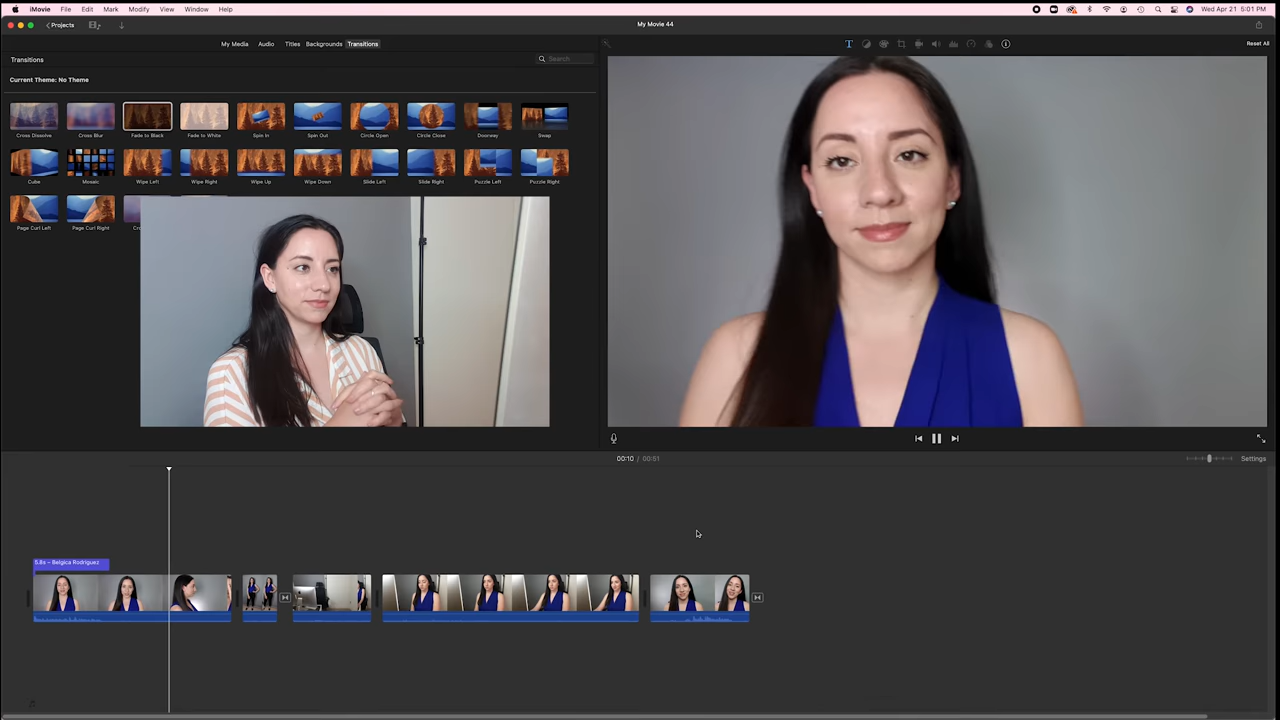 iMovie File Edit Mark Modify View Window Help
Wed Apr 21 5:01 PM
Projects
My Movie 44
My Media Audio Titles Backgrounds Transitions
Reset All
Transitions
Search
Current Theme: No Theme
Cross Dissolve Cross Blur Fade to Black Fade to White Spin In Spin Out Circle Open Circle Close Doorway Swap
Cube Mosaic Wipe Left Wipe Right Wipe Up Wipe Down Slide Left Slide Right Puzzle Left Puzzle Right
Page Curl Left Page Curl Right Cr
00:10 / 00:51
Settings
5.8s – Belgica Rodriguez